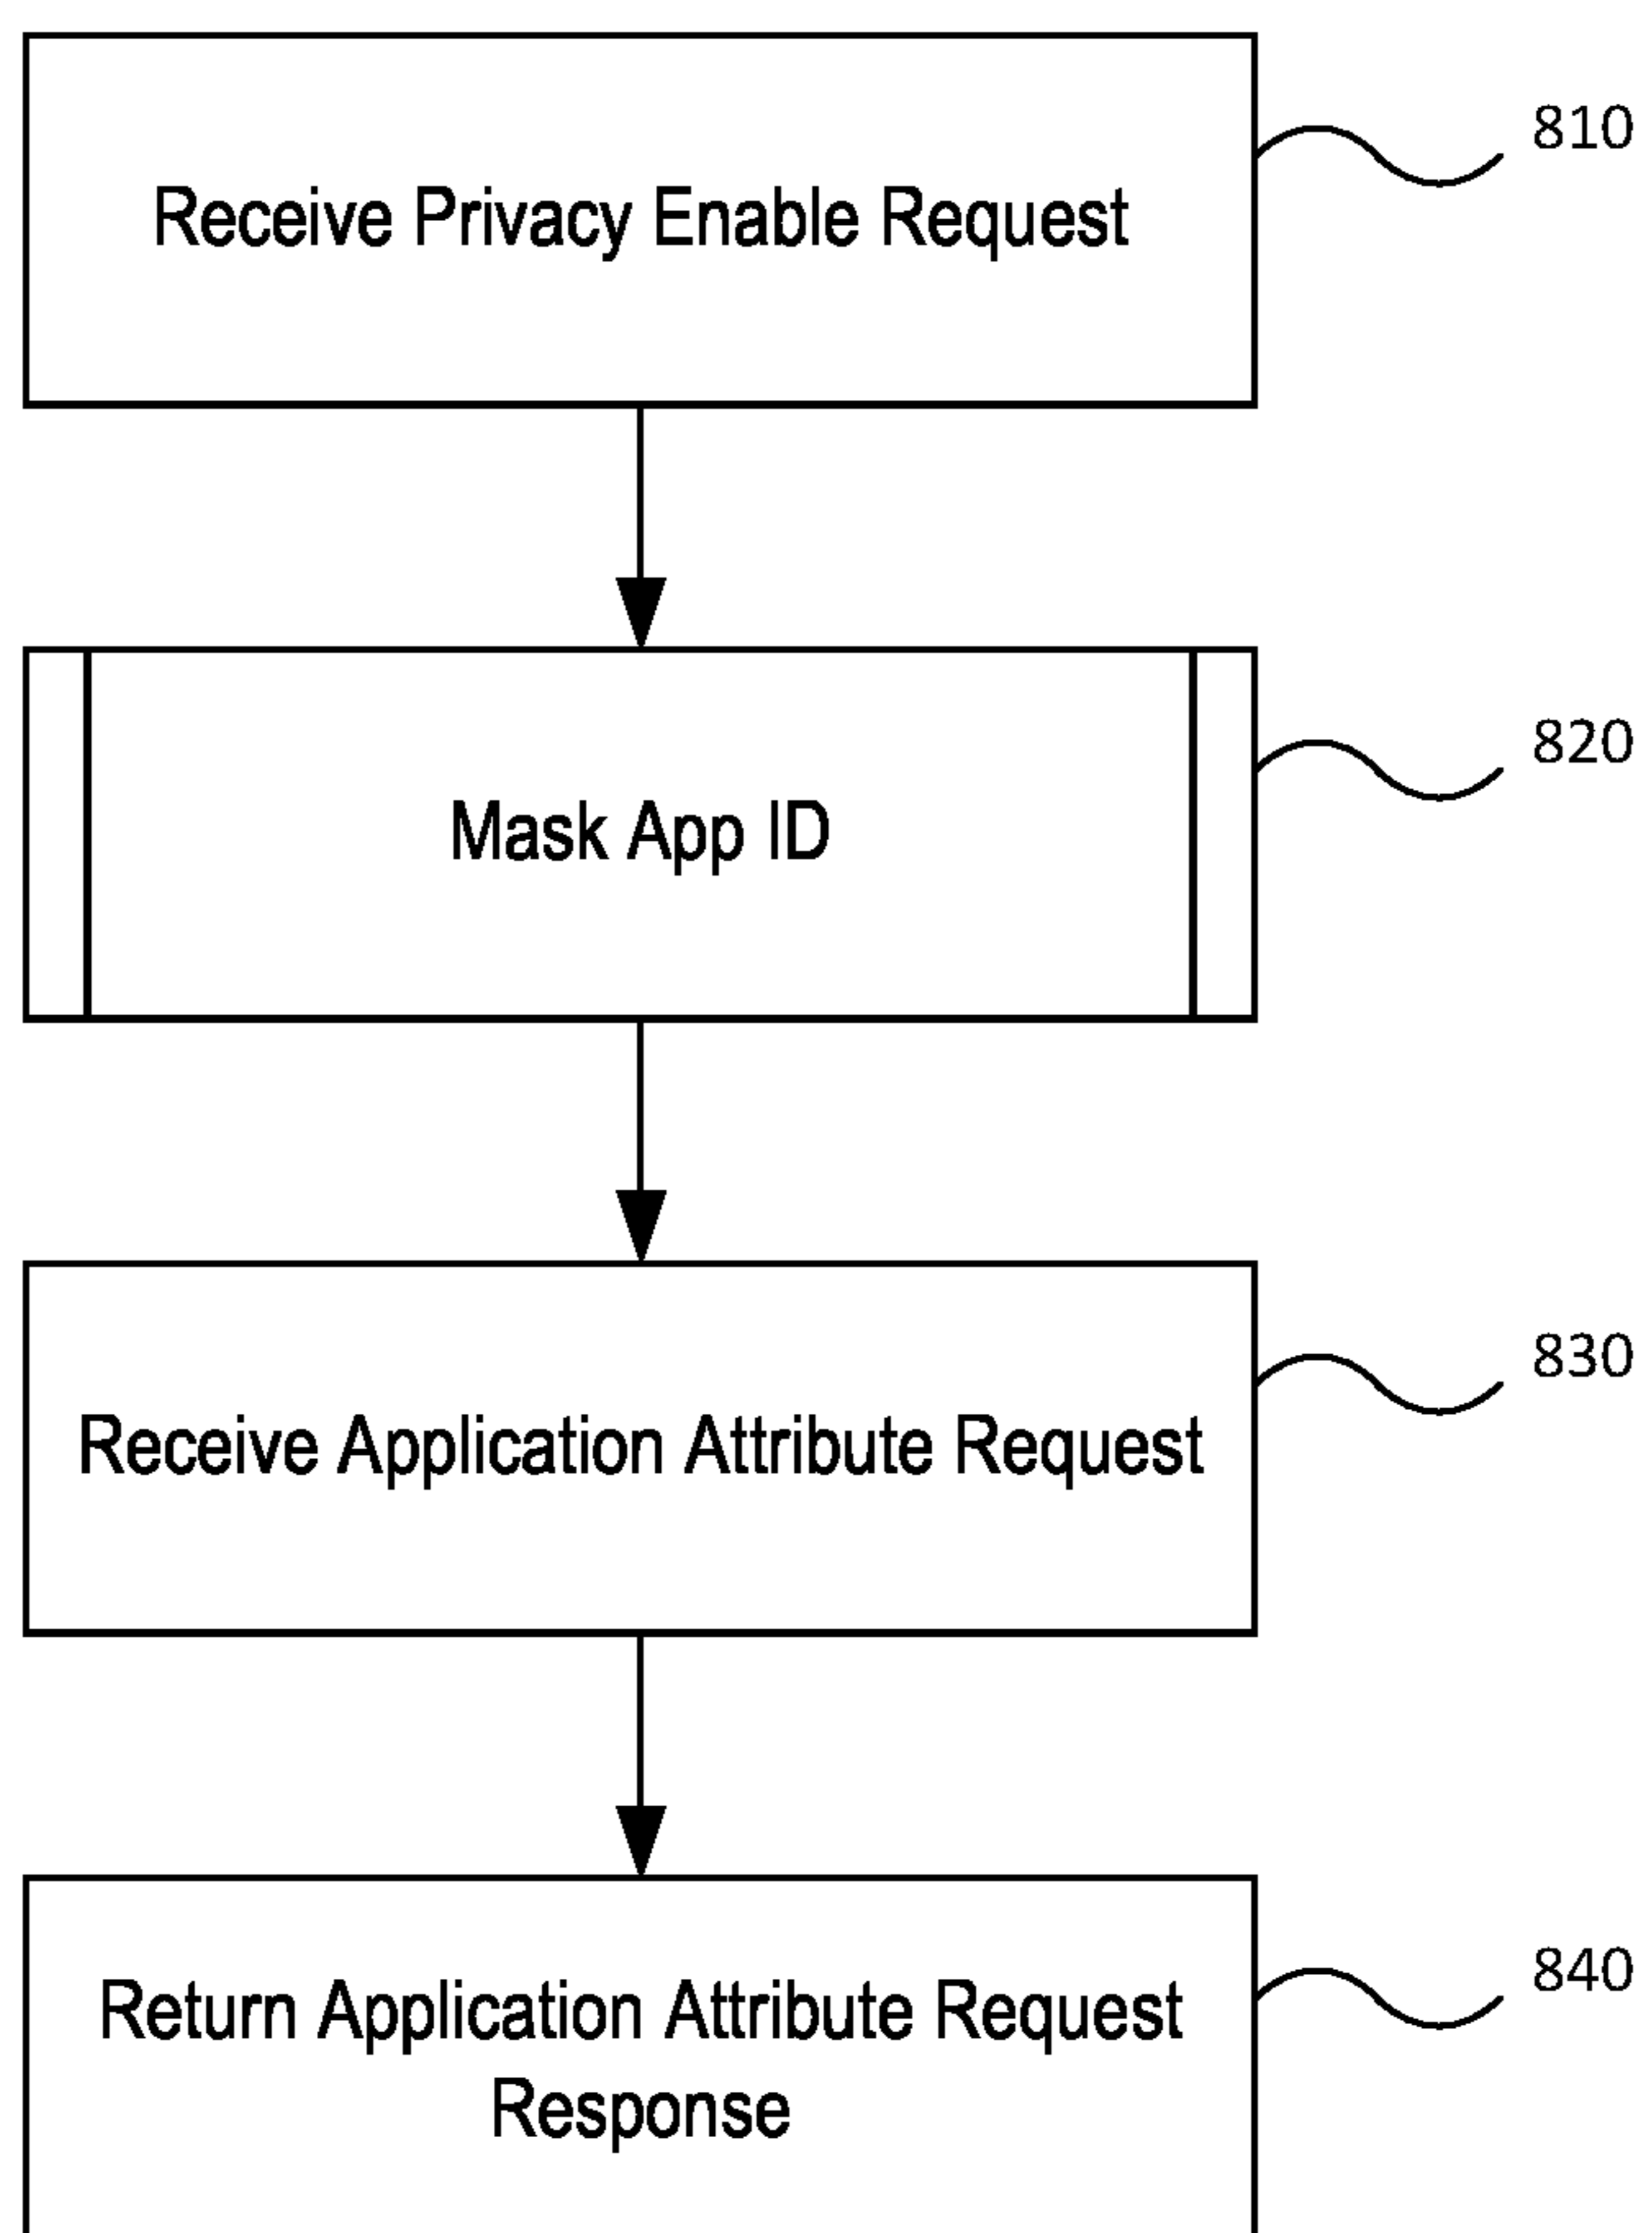 810
Receive Privacy Enable Request
820
Mask App ID
830
Receive Application Attribute Request
840
Return Application Attribute Request
Response